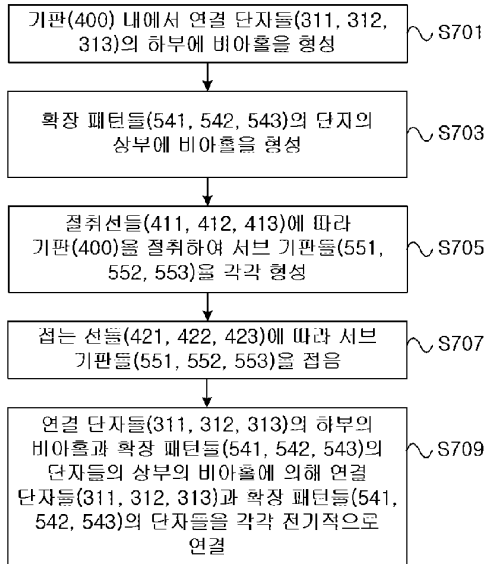 기판(400) 내에서 연결 단자들(311, 312,
313)의 하부에 비아홀을 형성
S701
확장 패턴들(541, 542, 543)의 단자의
상부에 비아홀을 형성
S703
절취선들(411, 412, 413)에 따라
기판(400)을 절취하여 서브 기판들(551,
552, 553)을 각각 형성
S705
접는 선들(421, 422, 423)에 따라 서브
기판들(551, 552, 553)을 접음
S707
연결 단자들(311, 312, 313)의 하부의
비아홀과 확장 패턴들(541, 542, 543)의
단자들의 상부의 비아홀에 의해 연결
단자들(311, 312, 313)과 확장 패턴들(541,
542, 543)의 단자들을 각각 전기적으로
연결
S709